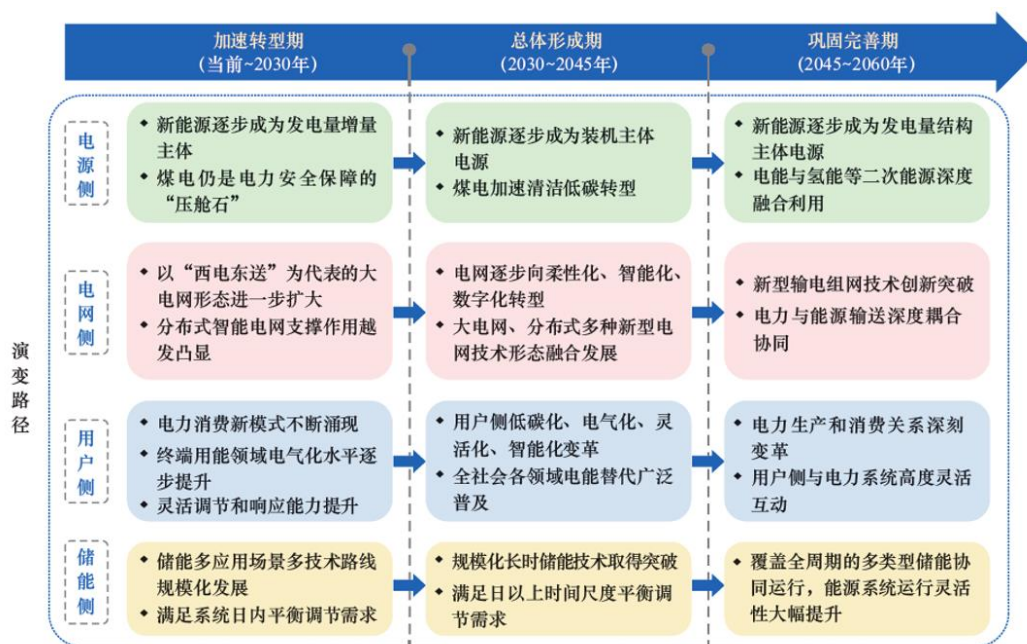 加速转型期
(当前~2030年)
总体形成期
(2030~2045年)
巩固完善期
(2045~2060年)
演变路径
电源侧
◆ 新能源逐步成为发电量增量
主体
◆ 煤电仍是电力安全保障的
“压舱石”
◆ 新能源逐步成为装机主体
电源
◆ 煤电加速清洁低碳转型
◆ 新能源逐步成为发电量结构
主体电源
◆ 电能与氢能等二次能源深度
融合利用
电网侧
◆ 以“西电东送”为代表的大
电网形态进一步扩大
◆ 分布式智能电网支撑作用越
发凸显
◆ 电网逐步向柔性化、智能化、
数字化转型
◆ 大电网、分布式多种新型电
网技术形态融合发展
◆ 新型输电组网技术创新突破
◆ 电力与能源输送深度耦合
协同
用户侧
◆ 电力消费新模式不断涌现
◆ 终端用能领域电气化水平逐
步提升
◆ 灵活调节和响应能力提升
◆ 用户侧低碳化、电气化、灵
活化、智能化变革
◆ 全社会各领域电能替代广泛
普及
◆ 电力生产和消费关系深刻
变革
◆ 用户侧与电力系统高度灵活
互动
储能侧
◆ 储能多应用场景多技术路线
规模化发展
◆ 满足系统日内平衡调节需求
◆ 规模化长时储能技术取得突破
◆ 满足日以上时间尺度平衡调
节需求
◆ 覆盖全周期的多类型储能协
同运行，能源系统运行灵活
性大幅提升